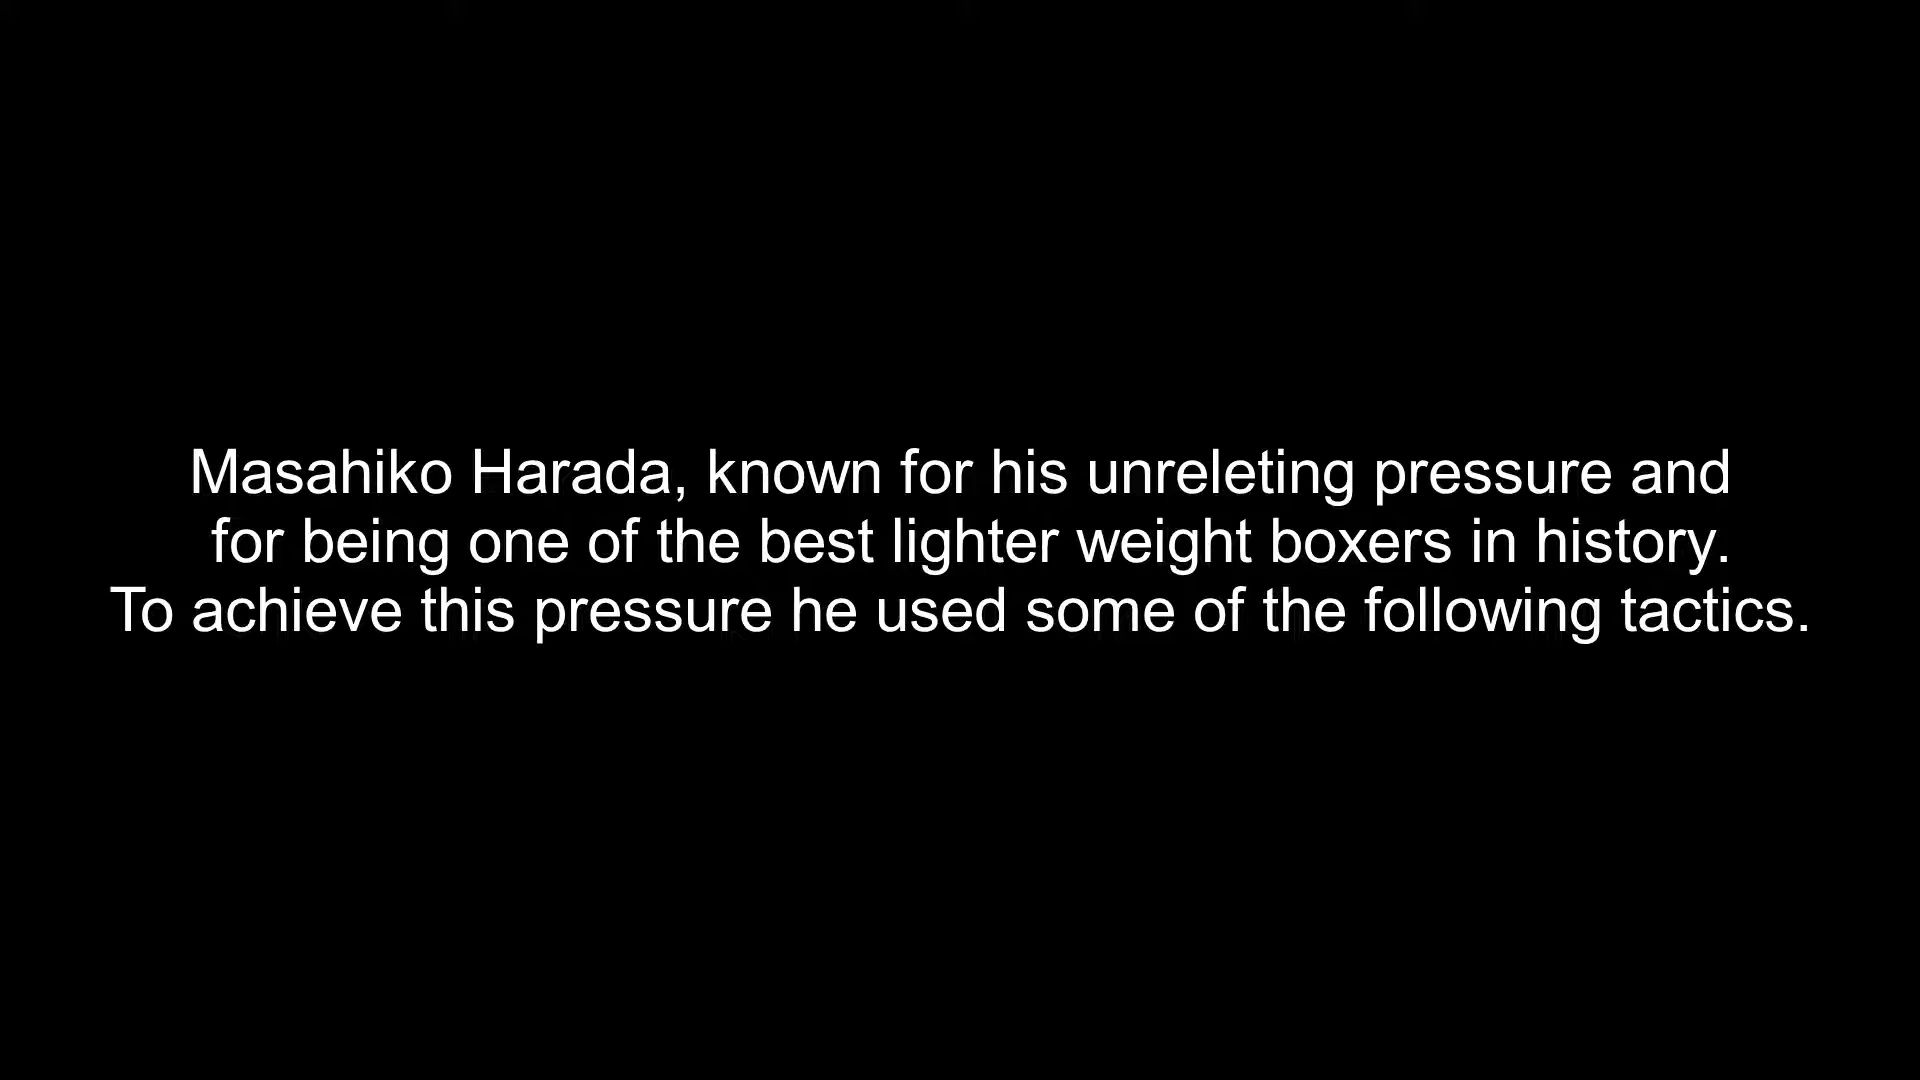 Masahiko Harada, known for his unreleting pressure and
for being one of the best lighter weight boxers in history.
To achieve this pressure he used some of the following tactics.